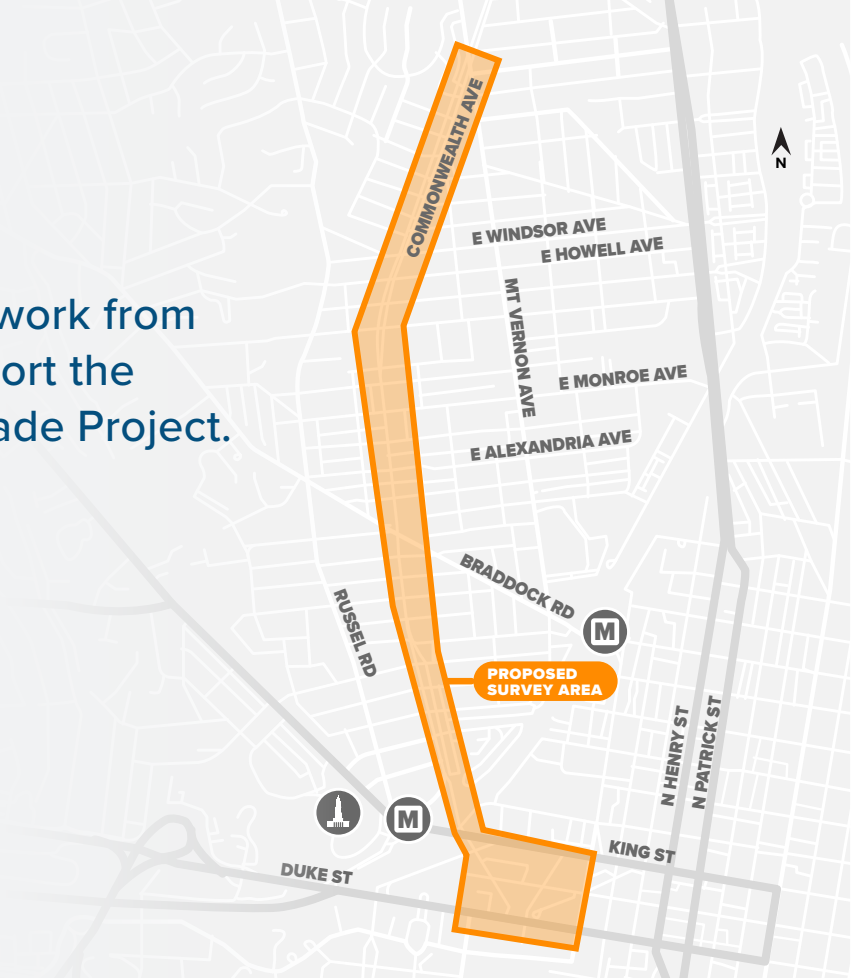 COMMONWEALTH AVE
N
E WINDSOR AVE
E HOWELL AVE
work from
ort the
ade Project.
MT VERNON AVE
E MONROE AVE
E ALEXANDRIA AVE
BRADDOCK RD
M
RUSSEL RD
PROPOSED
SURVEY AREA
N HENRY ST
N PATRICK ST
M
KING ST
DUKE ST